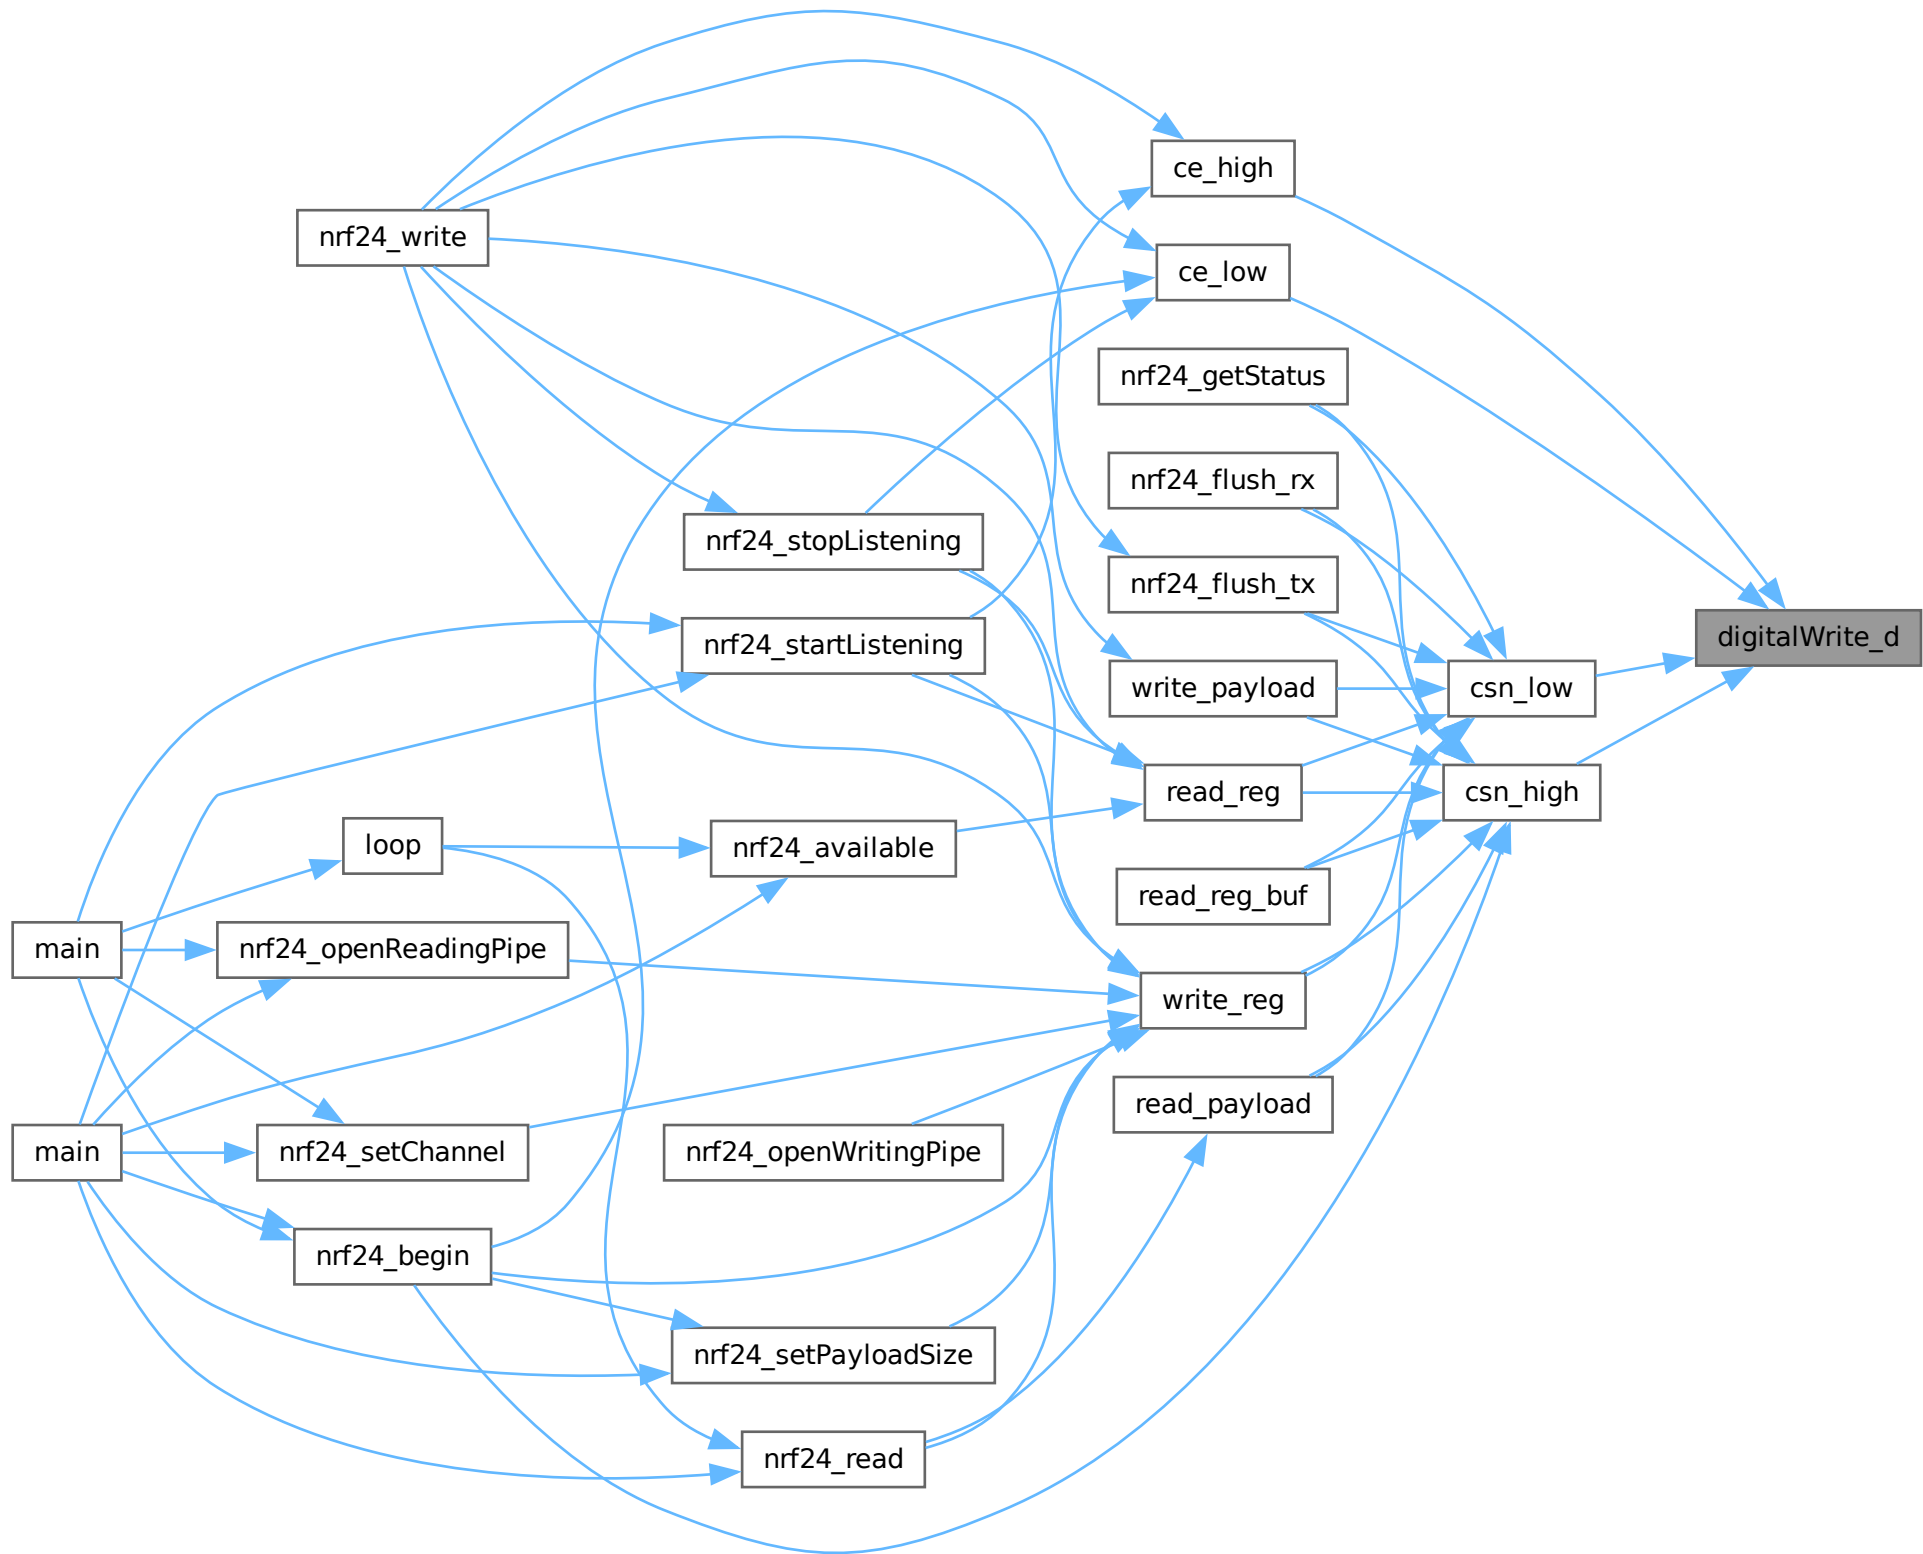 ce_high
nrf24_write
ce_low
nrf24_getStatus
nrf24_flush_rx
nrf24_stopListening
nrf24_flush_tx
digitalWrite_d
nrf24_startListening
write_payload
csn_low
read_reg
csn_high
loop
nrf24_available
read_reg_buf
main
nrf24_openReadingPipe
write_reg
read_payload
main
nrf24_setChannel
nrf24_openWritingPipe
nrf24_begin
nrf24_setPayloadSize
nrf24_read